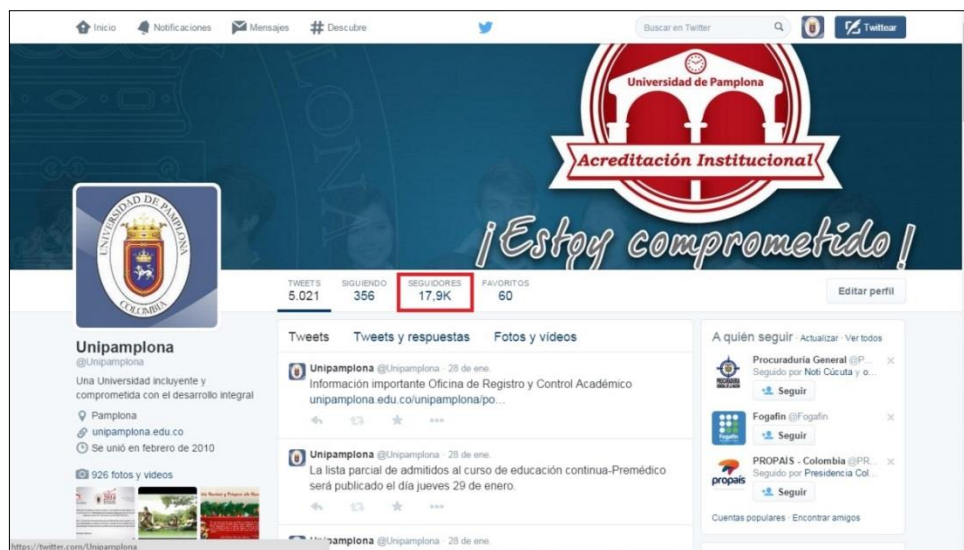 Inicio
Notificaciones
Mensajes
# Descubre
Buscar en Twitter
Twittear
Universidad de Pamplona
Acreditación Institucional
¡Estoy comprometido!
UNIVERSIDAD DE PAMPLONA
COLOMBIA
TWEETS
5.021
SIGUIENDO
356
SEGUIDORES
17,9K
FAVORITOS
60
Editar perfil
Unipamplona
@Unipamplona
Una Universidad incluyente y
comprometida con el desarrollo integral
Pamplona
unipamplona.edu.co
Se unió en febrero de 2010
926 fotos y videos
Tweets Tweets y respuestas Fotos y vídeos
Unipamplona @Unipamplona · 28 de ene.
Información importante Oficina de Registro y Control Académico
unipamplona.edu.co/unipamplona/po…
Unipamplona @Unipamplona · 28 de ene.
La lista parcial de admitidos al curso de educación continua-Premédico
será publicado el día jueves 29 de enero.
Unipamplona @Unipamplona · 28 de ene.
A quién seguir · Actualizar · Ver todos
Procuraduría General @P...
Seguido por Noti Cúcuta y o...
Seguir
Fogafin @Fogafin
Seguir
PROPAÍS - Colombia @PR...
Seguido por Presidencia Col...
propaís
Seguir
Cuentas populares · Encontrar amigos
https://twitter.com/Unipamplona